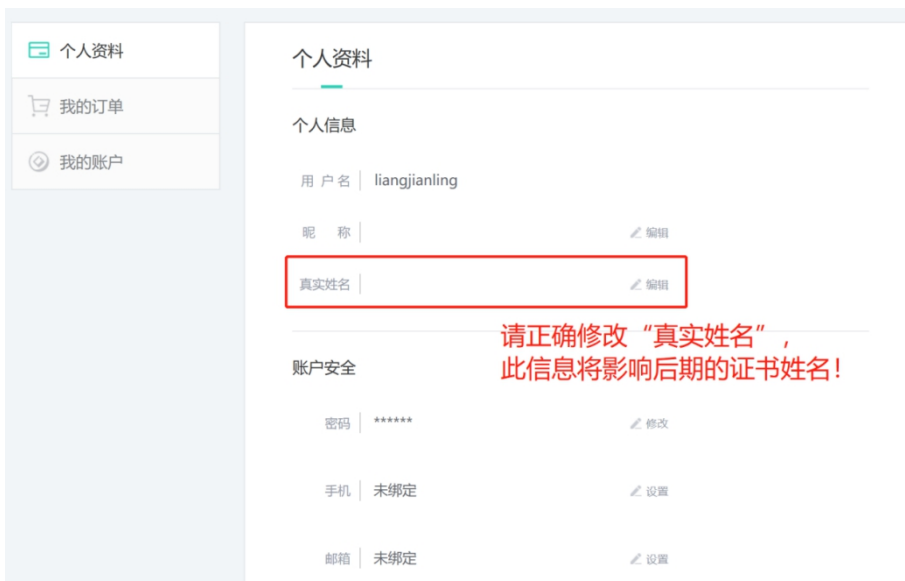 个人资料
我的订单
我的账户
个人资料
个人信息
用户名 liangjianling
昵 称 编辑
真实姓名 编辑
请正确修改“真实姓名”,
此信息将影响后期的证书姓名!
账户安全
密码 ****** 修改
手机 未绑定 设置
邮箱 未绑定 设置